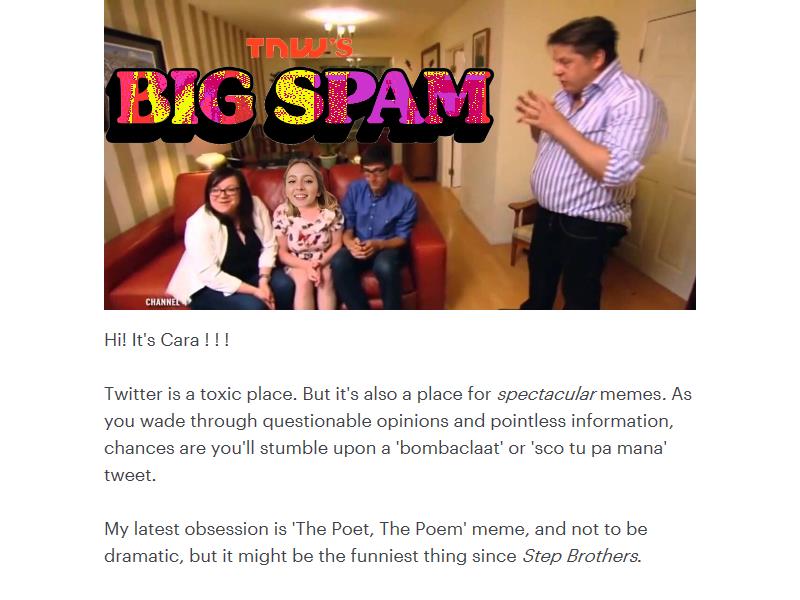 TNW'S
BIG SPAM
CHANNEL 4
Hi! It's Cara ! ! !
Twitter is a toxic place. But it's also a place for spectacular memes. As
you wade through questionable opinions and pointless information,
chances are you'll stumble upon a 'bombaclaat' or 'sco tu pa mana'
tweet.
My latest obsession is 'The Poet, The Poem' meme, and not to be
dramatic, but it might be the funniest thing since Step Brothers.